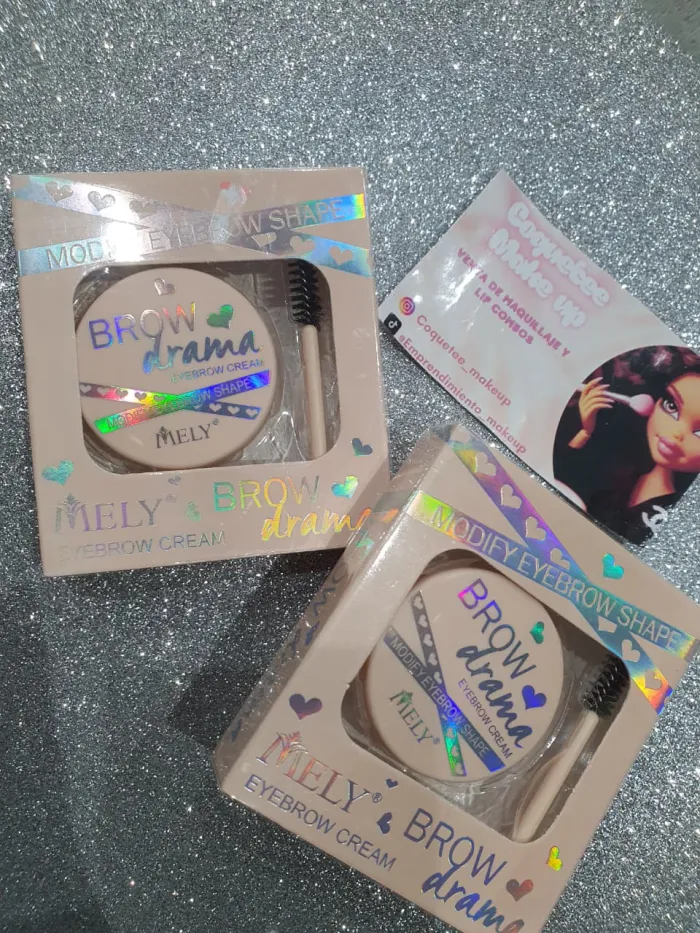 MODIFY EYEBROW SHAPE
BROW
drama
EYEBROW CREAM
MODIFY EYEBROW SHAPE
MELY®
MELY® & BROW
drama
EYEBROW CREAM
Coquetee
Make up
VENTA DE MAQUILLAJE Y
LIP COMBOS
Coquetee_makeup
@Emprendimiento_makeup
MODIFY EYEBROW SHAPE
BROW
drama
EYEBROW CREAM
MODIFY EYEBROW SHAPE
MELY®
MELY® & BROW
drama
EYEBROW CREAM